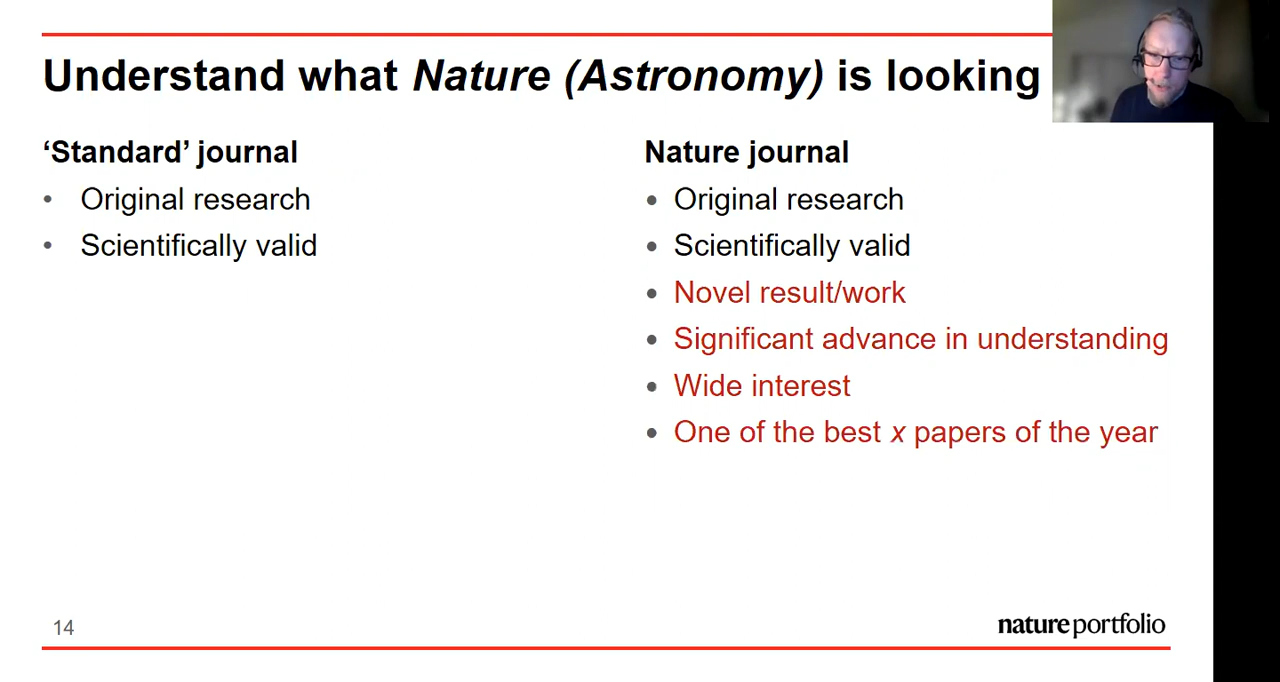 Understand what Nature (Astronomy) is looking
‘Standard’ journal
• Original research
• Scientifically valid
Nature journal
• Original research
• Scientifically valid
• Novel result/work
• Significant advance in understanding
• Wide interest
• One of the best x papers of the year
14
nature portfolio